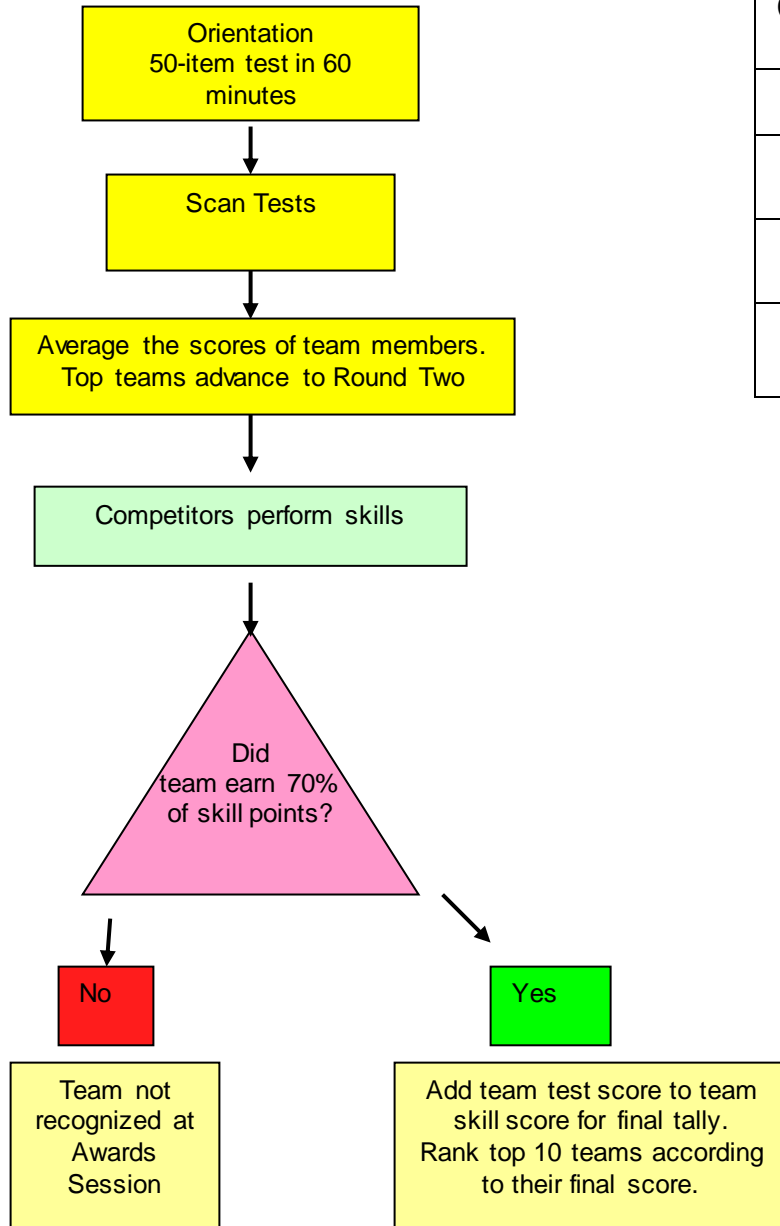 Orientation
50-item test in 60
minutes
Scan Tests
Average the scores of team members.
Top teams advance to Round Two
Competitors perform skills
Did
team earn 70%
of skill points?
No
Yes
Team not
recognized at
Awards
Session
Add team test score to team
skill score for final tally.
Rank top 10 teams according
to their final score.